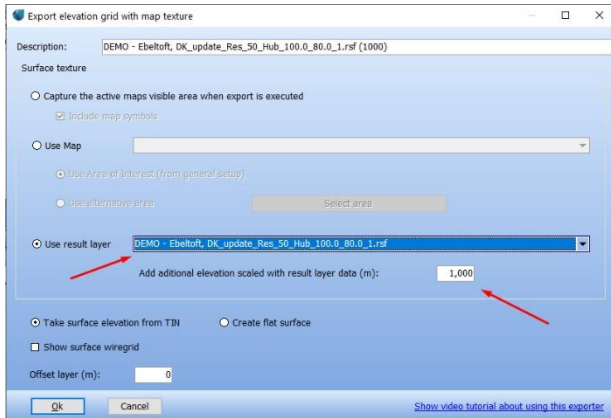 Export elevation grid with map texture
Description: DEMO - Ebeltoft, DK_update_Res_50_Hub_100.0_80.0_1.rsf (1000)
Surface texture
Capture the active maps visible area when export is executed
Include map symbols
Use Map
Use Area of Interest (from general setup)
Use alternative area Select area
Use result layer DEMO - Ebeltoft, DK_update_Res_50_Hub_100.0_80.0_1.rsf
Add aditional elevation scaled with result layer data (m): 1,000
Take surface elevation from TIN Create flat surface
Show surface wiregrid
Offset layer (m): 0
Ok Cancel Show video tutorial about using this exporter